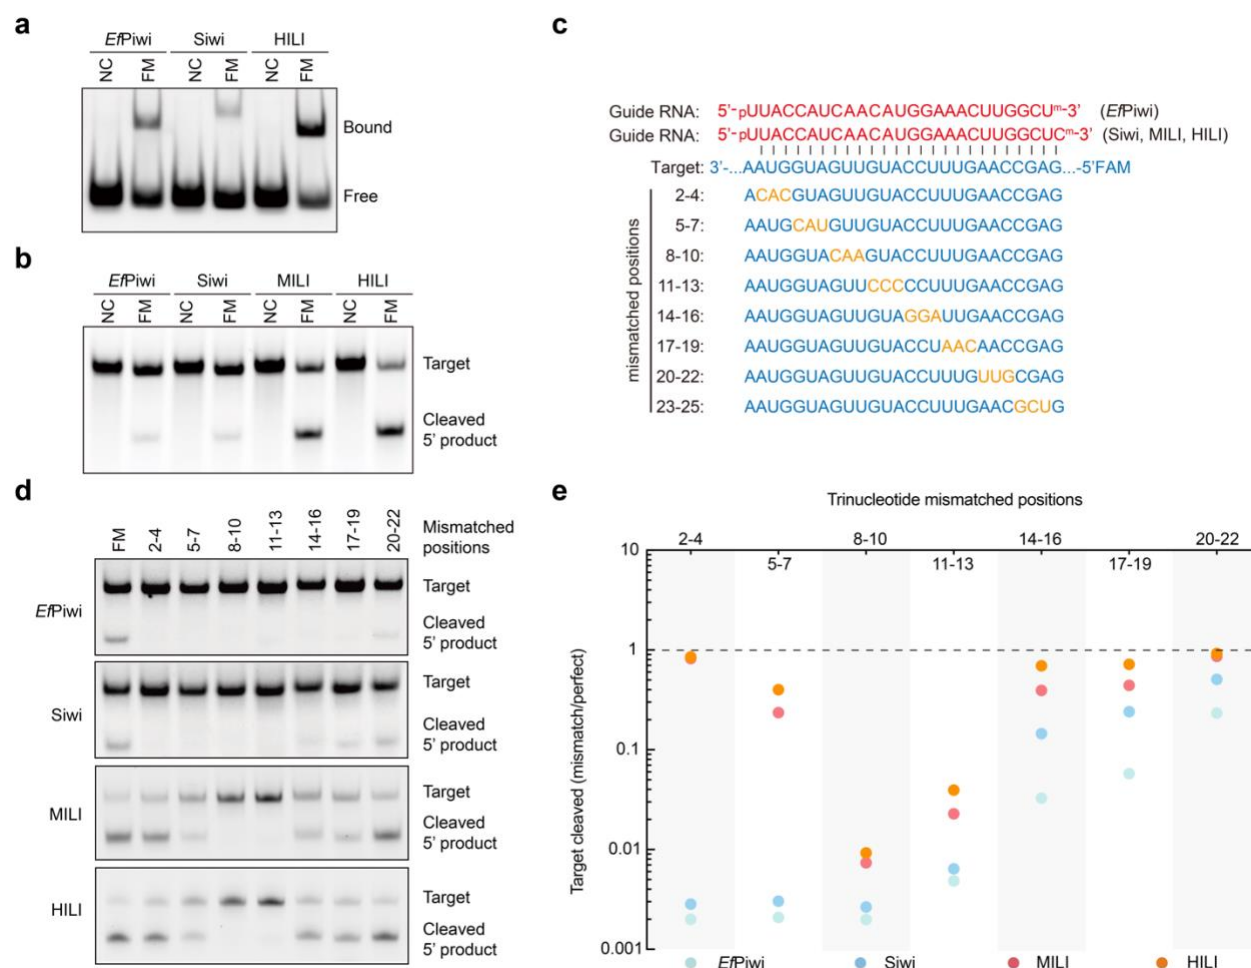 a
EfPiwi Siwi HILI
NC FM NC FM NC FM
Bound
Free
b
EfPiwi Siwi MILI HILI
NC FM NC FM NC FM NC FM
Target
Cleaved
5’ product
c
Guide RNA: 5’-pUUACCAUCAACAUGGAAACUUGGCUm-3’ (EfPiwi)
Guide RNA: 5’-pUUACCAUCAACAUGGAAACUUGGCUCm-3’ (Siwi, MILI, HILI)
Target: 3’-...AAUGGUAGUUGUACCUUUGAACCGAG...-5’FAM
mismatched positions
2-4: ACACGUAGUUGUACCUUUGAACCGAG
5-7: AAUGCAUGUUGUACCUUUGAACCGAG
8-10: AAUGGUACAAGUACCUUUGAACCGAG
11-13: AAUGGUAGUUCCCCCUUUGAACCGAG
14-16: AAUGGUAGUUGUAGGAUUGAACCGAG
17-19: AAUGGUAGUUGUACCUAACAACCGAG
20-22: AAUGGUAGUUGUACCUUUGUUGCGAG
23-25: AAUGGUAGUUGUACCUUUGAACGCUG
d
FM 2-4 5-7 8-10 11-13 14-16 17-19 20-22 Mismatched
positions
EfPiwi
Target
Cleaved
5’ product
Siwi
Target
Cleaved
5’ product
MILI
Target
Cleaved
5’ product
HILI
Target
Cleaved
5’ product
e
Trinucleotide mismatched positions
2-4 8-10 14-16 20-22
5-7 11-13 17-19
Target cleaved (mismatch/perfect)
10
1
0.1
0.01
0.001
EfPiwi Siwi MILI HILI